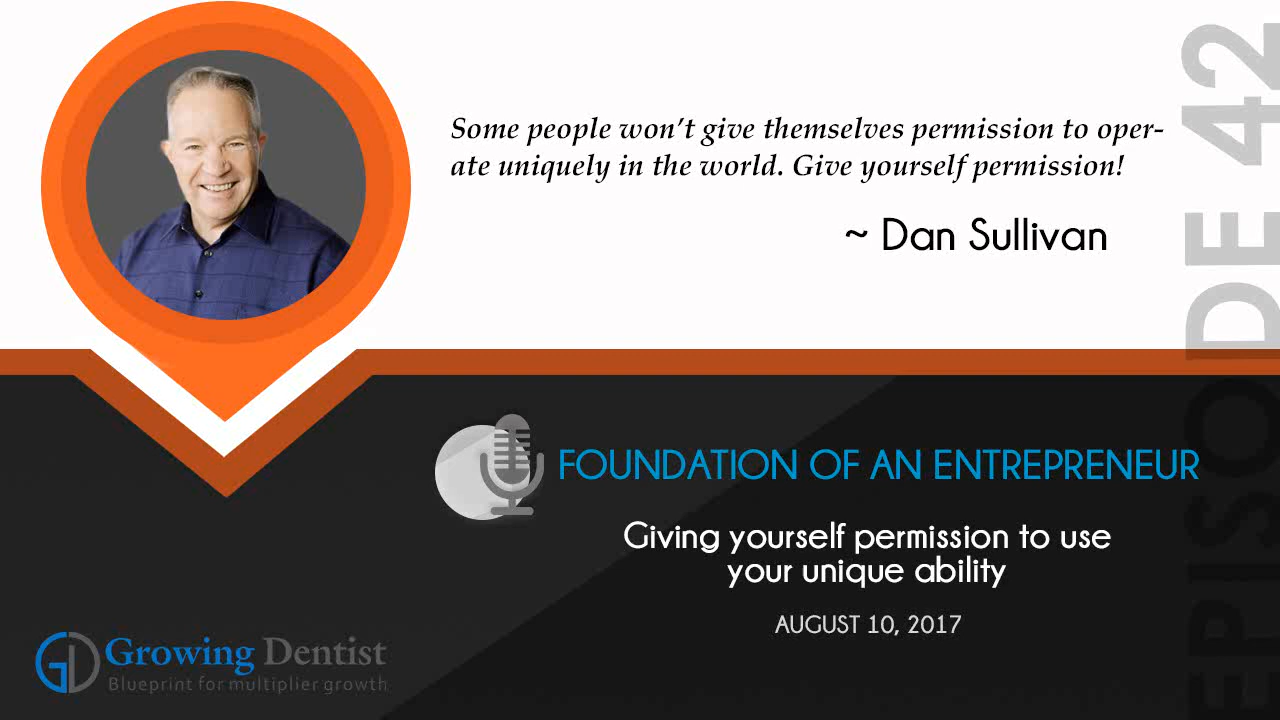 Some people won’t give themselves permission to oper-
ate uniquely in the world. Give yourself permission!
~ Dan Sullivan
EPISODE 42
FOUNDATION OF AN ENTREPRENEUR
Giving yourself permission to use
your unique ability
AUGUST 10, 2017
GD Growing Dentist
Blueprint for multiplier growth